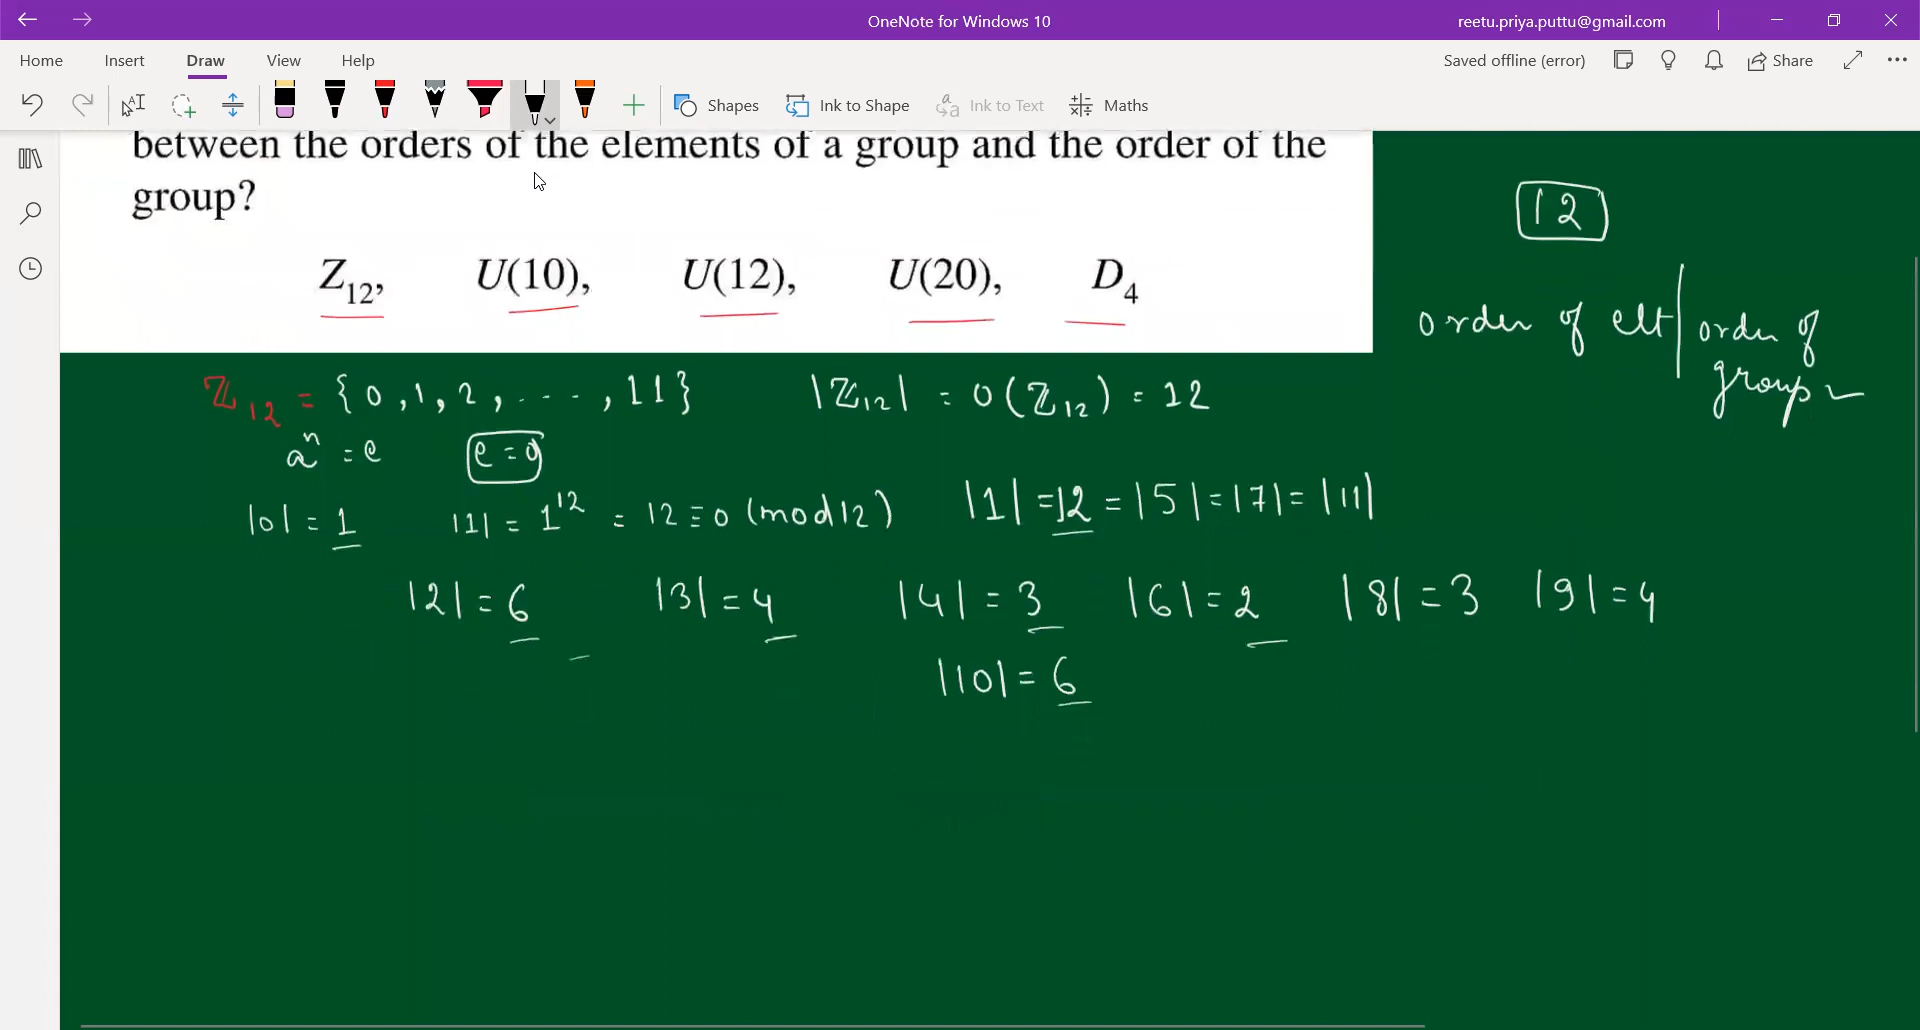 OneNote for Windows 10
reetu.priya.puttu@gmail.com
Home Insert Draw View Help
Saved offline (error) Share
Shapes Ink to Shape Ink to Text Maths
between the orders of the elements of a group and the order of the
group?
Z₁₂, U(10), U(12), U(20), D₄
12
order of elt | order of
group
ℤ₁₂ = {0, 1, 2, ...., 11} |ℤ₁₂| = o(ℤ₁₂) = 12
aⁿ = e e = 0
|0| = 1 |1| = 1¹² = 12 ≡ 0 (mod 12) |1| = 12 = |5| = |7| = |11|
|2| = 6 |3| = 4 |4| = 3 |6| = 2 |8| = 3 |9| = 4
|10| = 6